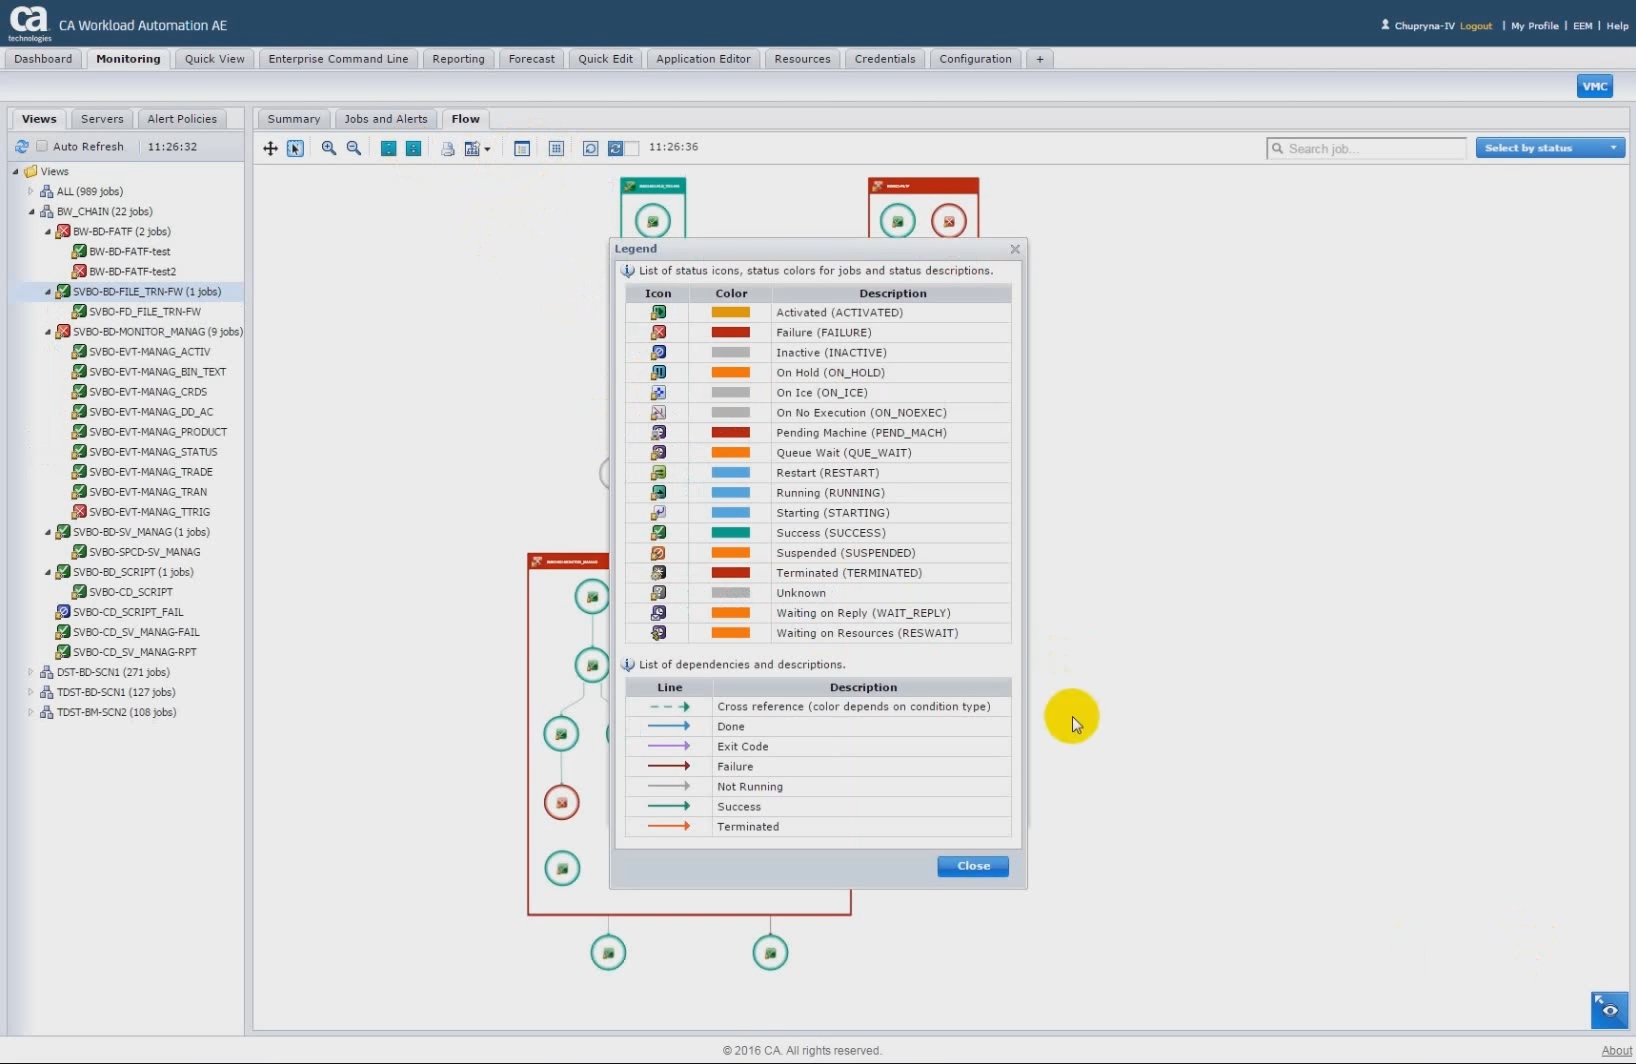 ca
technologies
CA Workload Automation AE
Chupryna-IV Logout | My Profile | EEM | Help
Dashboard
Monitoring
Quick View
Enterprise Command Line
Reporting
Forecast
Quick Edit
Application Editor
Resources
Credentials
Configuration
+
VMC
Views
Servers
Alert Policies
Auto Refresh
11:26:32
Views
ALL (989 jobs)
BW_CHAIN (22 jobs)
BW-BD-FATF (2 jobs)
BW-BD-FATF-test
BW-BD-FATF-test2
SVBO-BD-FILE_TRN-FW (1 jobs)
SVBO-FD_FILE_TRN-FW
SVBO-BD-MONITOR_MANAG (9 jobs)
SVBO-EVT-MANAG_ACTIV
SVBO-EVT-MANAG_BIN_TEXT
SVBO-EVT-MANAG_CRDS
SVBO-EVT-MANAG_DD_AC
SVBO-EVT-MANAG_PRODUCT
SVBO-EVT-MANAG_STATUS
SVBO-EVT-MANAG_TRADE
SVBO-EVT-MANAG_TRAN
SVBO-EVT-MANAG_TTRIG
SVBO-BD-SV_MANAG (1 jobs)
SVBO-SPCD-SV_MANAG
SVBO-BD_SCRIPT (1 jobs)
SVBO-CD_SCRIPT
SVBO-CD_SCRIPT_FAIL
SVBO-CD_SV_MANAG-FAIL
SVBO-CD_SV_MANAG-RPT
DST-BD-SCN1 (271 jobs)
TDST-BD-SCN1 (127 jobs)
TDST-BM-SCN2 (108 jobs)
Summary
Jobs and Alerts
Flow
11:26:36
Search job...
Select by status
Legend
List of status icons, status colors for jobs and status descriptions.
Icon Color Description
Activated (ACTIVATED)
Failure (FAILURE)
Inactive (INACTIVE)
On Hold (ON_HOLD)
On Ice (ON_ICE)
On No Execution (ON_NOEXEC)
Pending Machine (PEND_MACH)
Queue Wait (QUE_WAIT)
Restart (RESTART)
Running (RUNNING)
Starting (STARTING)
Success (SUCCESS)
Suspended (SUSPENDED)
Terminated (TERMINATED)
Unknown
Waiting on Reply (WAIT_REPLY)
Waiting on Resources (RESWAIT)
List of dependencies and descriptions.
Line Description
Cross reference (color depends on condition type)
Done
Exit Code
Failure
Not Running
Success
Terminated
Close
© 2016 CA. All rights reserved.
About